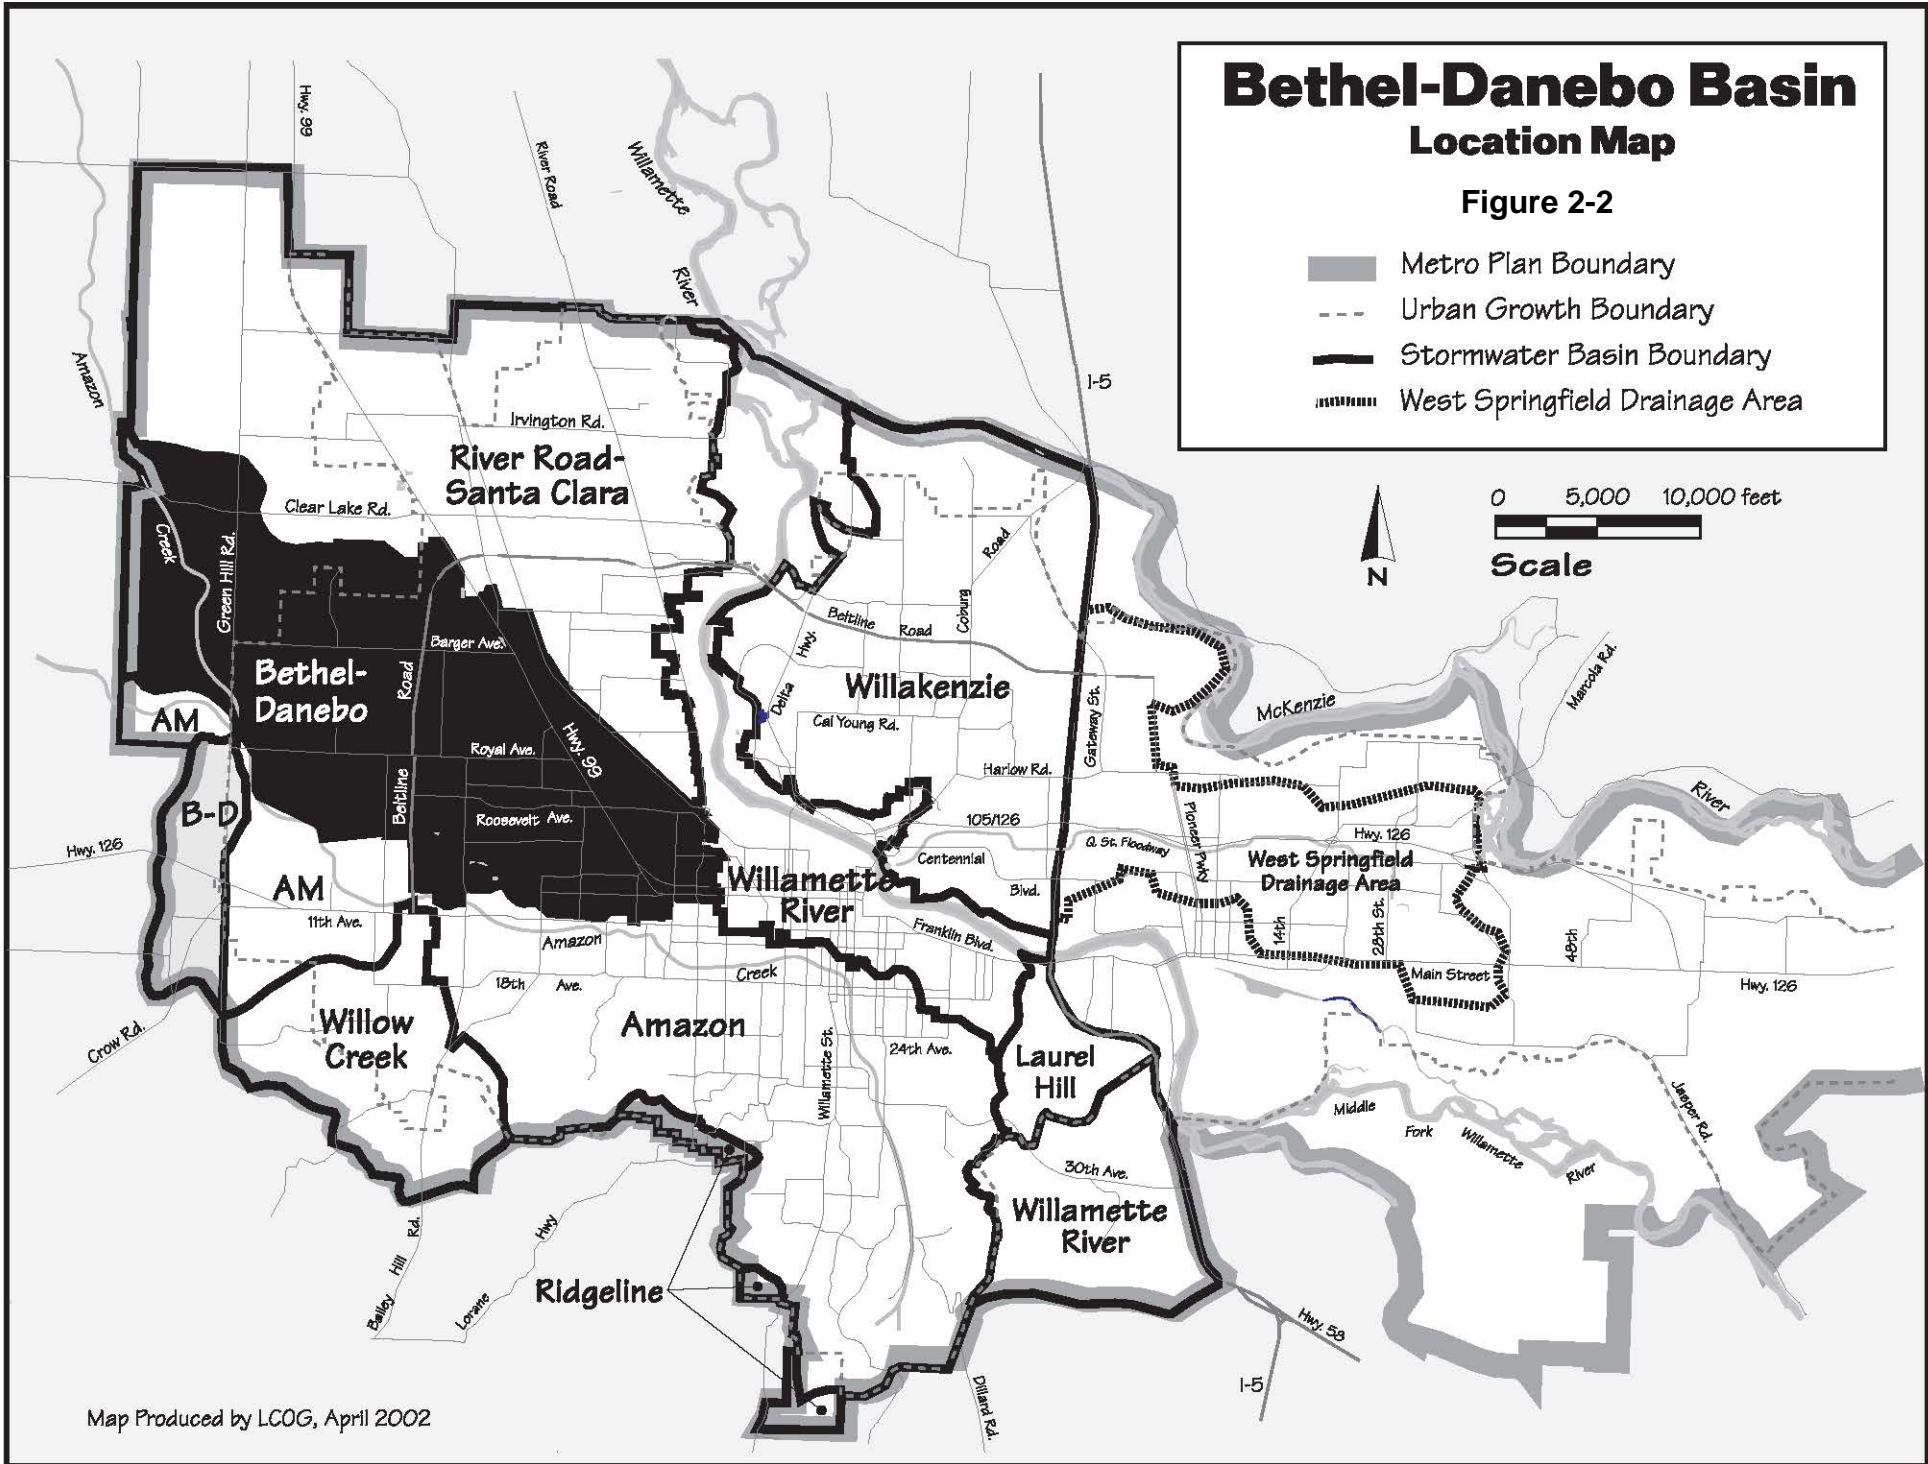 Bethel-Danebo Basin
Location Map
Figure 2-2
Metro Plan Boundary
Urban Growth Boundary
Stormwater Basin Boundary
West Springfield Drainage Area
0 5,000 10,000 feet
Scale
N
Hwy. 99
River Road
Willamette
River
Amazon
Creek
I-5
Irvington Rd.
River Road-
Santa Clara
Clear Lake Rd.
Green Hill Rd.
Road
Coburg
Beltline
Road
Hwy.
Delta
Barger Ave.
Bethel-
Danebo
Road
Beltline
Willakenzie
Cal Young Rd.
Gateway St.
McKenzie
River
Marcola Rd.
AM
Royal Ave.
Hwy. 99
Harlow Rd.
B-D
Roosevelt Ave.
105/126
Q. St. Floodway
Pioneer Pkwy
Hwy. 126
Hwy. 126
Centennial
Blvd.
West Springfield
Drainage Area
AM
Willamette
River
11th Ave.
Franklin Blvd.
14th
28th St.
48th
Amazon
Creek
18th Ave.
Main Street
Hwy. 126
Crow Rd.
Willow
Creek
Amazon
Willamette St.
24th Ave.
Laurel
Hill
Middle
Fork
Willamette
River
Jasper Rd.
30th Ave.
Willamette
River
Bailey Hill Rd.
Lorane Hwy
Ridgeline
Hwy. 58
I-5
Dillard Rd.
Map Produced by LCOG, April 2002